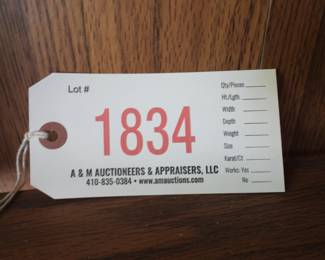 Lot #
1834
A & M AUCTIONEERS & APPRAISERS, LLC
410-835-0384 • www.amauctions.com
Qty/Pieces
Ht/Lgth
Width
Depth
Weight
Size
Karat/Ct
Works: Yes
No